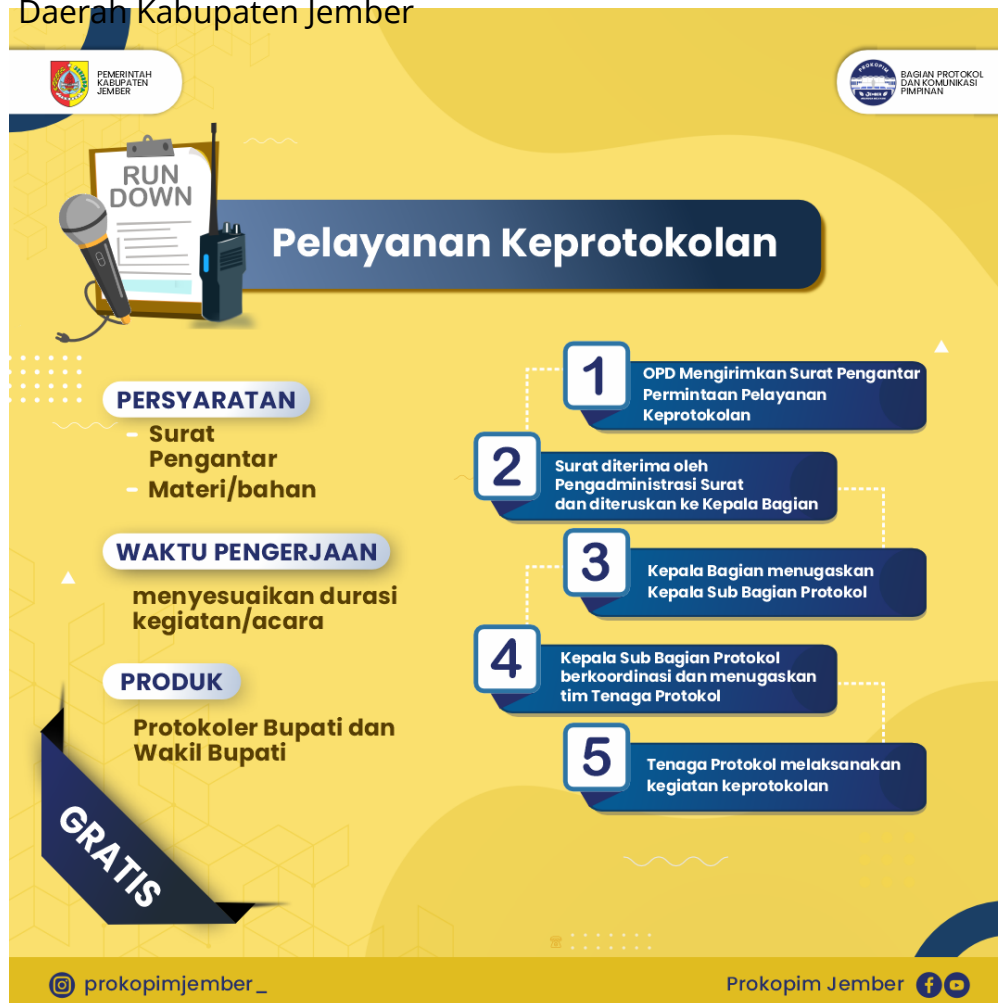 Daerah Kabupaten Jember
PEMERINTAH
KABUPATEN
JEMBER
PROKOPIM
JEMBER
BAGIAN PROTOKOL
DAN KOMUNIKASI
PIMPINAN
RUN
DOWN
Pelayanan Keprotokolan
PERSYARATAN
- Surat
Pengantar
- Materi/bahan
WAKTU PENGERJAAN
menyesuaikan durasi
kegiatan/acara
PRODUK
Protokoler Bupati dan
Wakil Bupati
GRATIS
1
OPD Mengirimkan Surat Pengantar
Permintaan Pelayanan
Keprotokolan
2
Surat diterima oleh
Pengadministrasi Surat
dan diteruskan ke Kepala Bagian
3
Kepala Bagian menugaskan
Kepala Sub Bagian Protokol
4
Kepala Sub Bagian Protokol
berkoordinasi dan menugaskan
tim Tenaga Protokol
5
Tenaga Protokol melaksanakan
kegiatan keprotokolan
prokopimjember_
Prokopim Jember